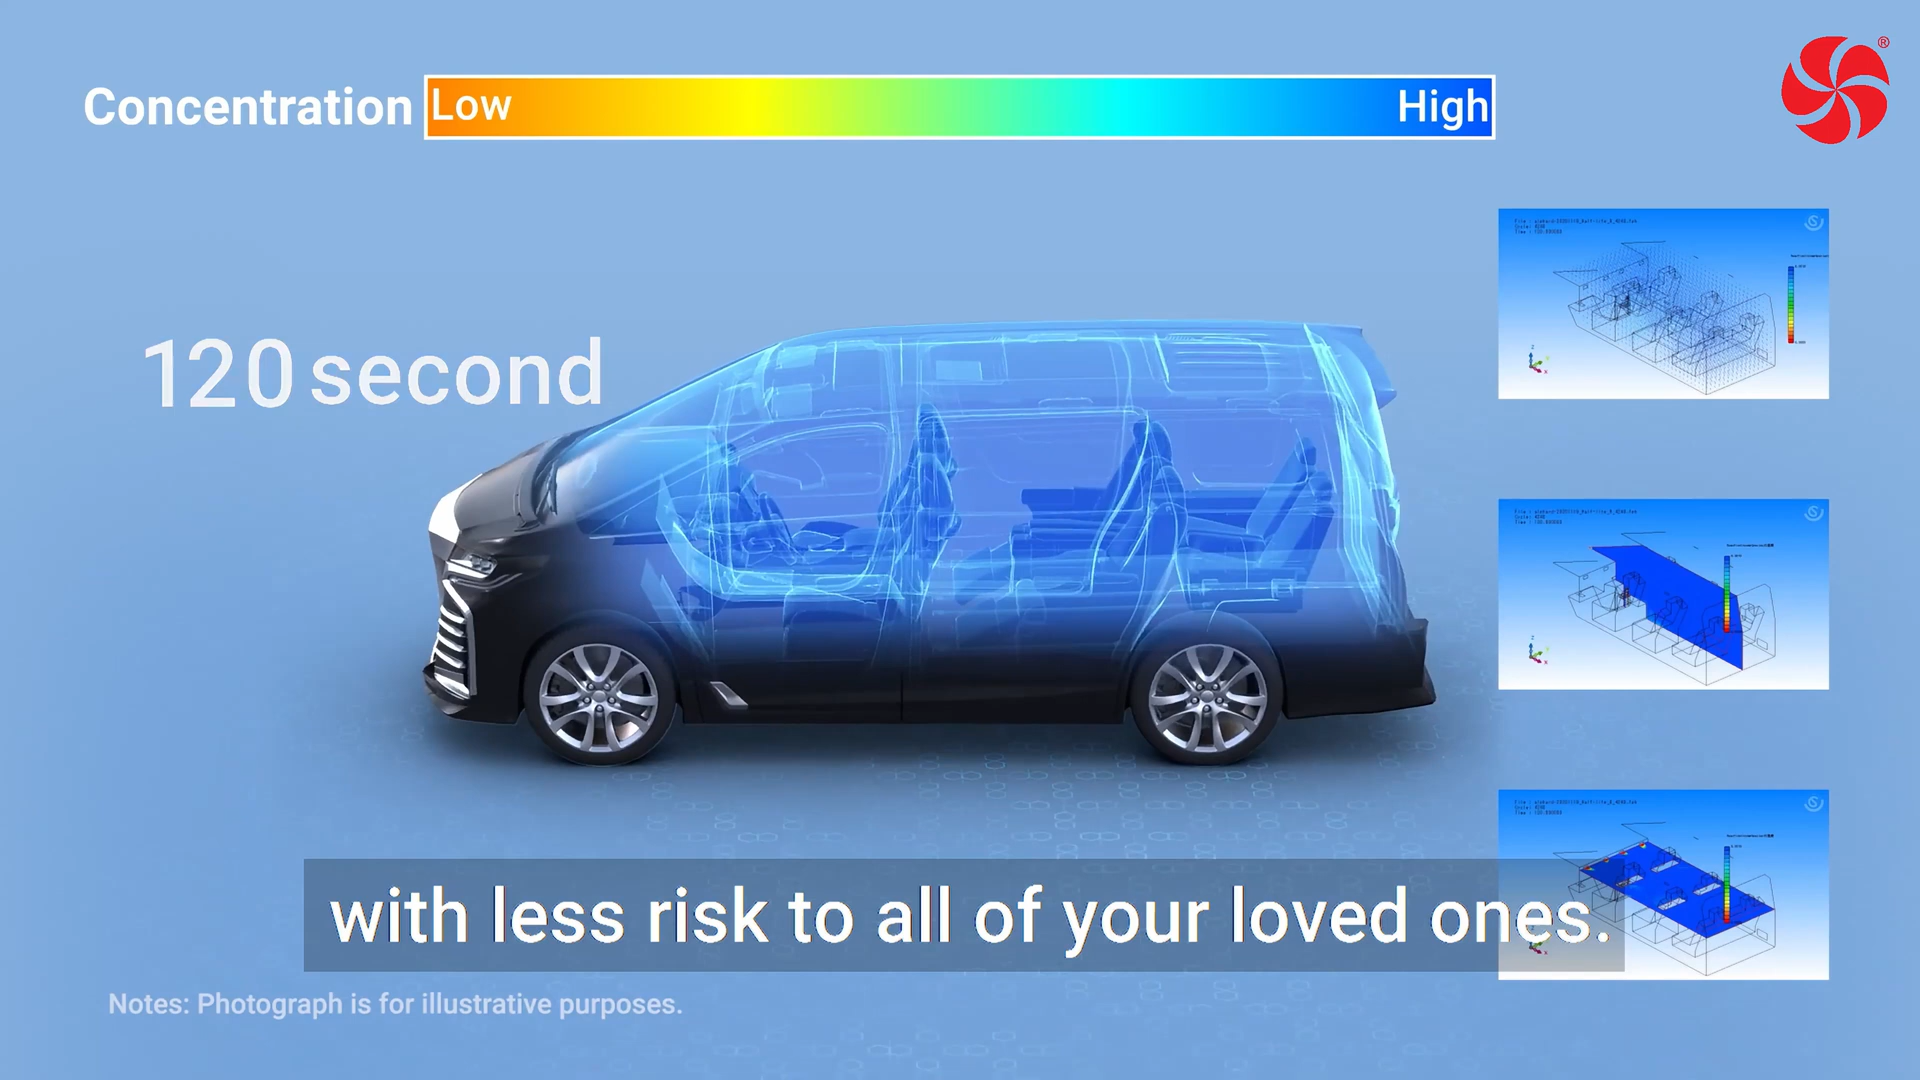 Concentration Low High
®
120 second
with less risk to all of your loved ones.
Notes: Photograph is for illustrative purposes.